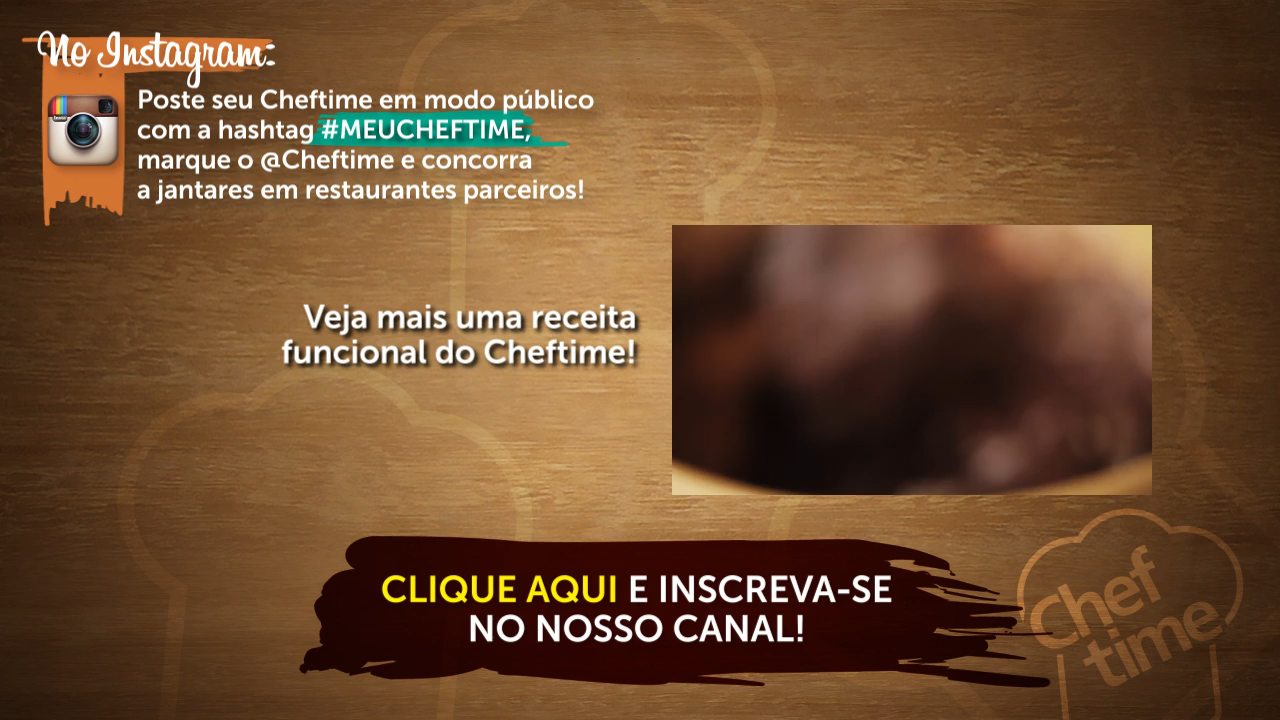 No Instagram:
Poste seu Cheftime em modo público
com a hashtag #MEUCHEFTIME,
marque o @Cheftime e concorra
a jantares em restaurantes parceiros!
Veja mais uma receita
funcional do Cheftime!
CLIQUE AQUI E INSCREVA-SE
NO NOSSO CANAL!
Chef
time